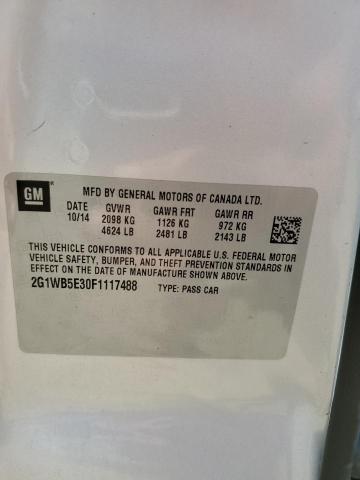 GM
MFD BY GENERAL MOTORS OF CANADA LTD.
DATE GVWR GAWR FRT GAWR RR
10/14 2098 KG 1126 KG 972 KG
4624 LB 2481 LB 2143 LB
THIS VEHICLE CONFORMS TO ALL APPLICABLE U.S. FEDERAL MOTOR
VEHICLE SAFETY, BUMPER, AND THEFT PREVENTION STANDARDS IN
EFFECT ON THE DATE OF MANUFACTURE SHOWN ABOVE.
2G1WB5E30F1117488 TYPE: PASS CAR